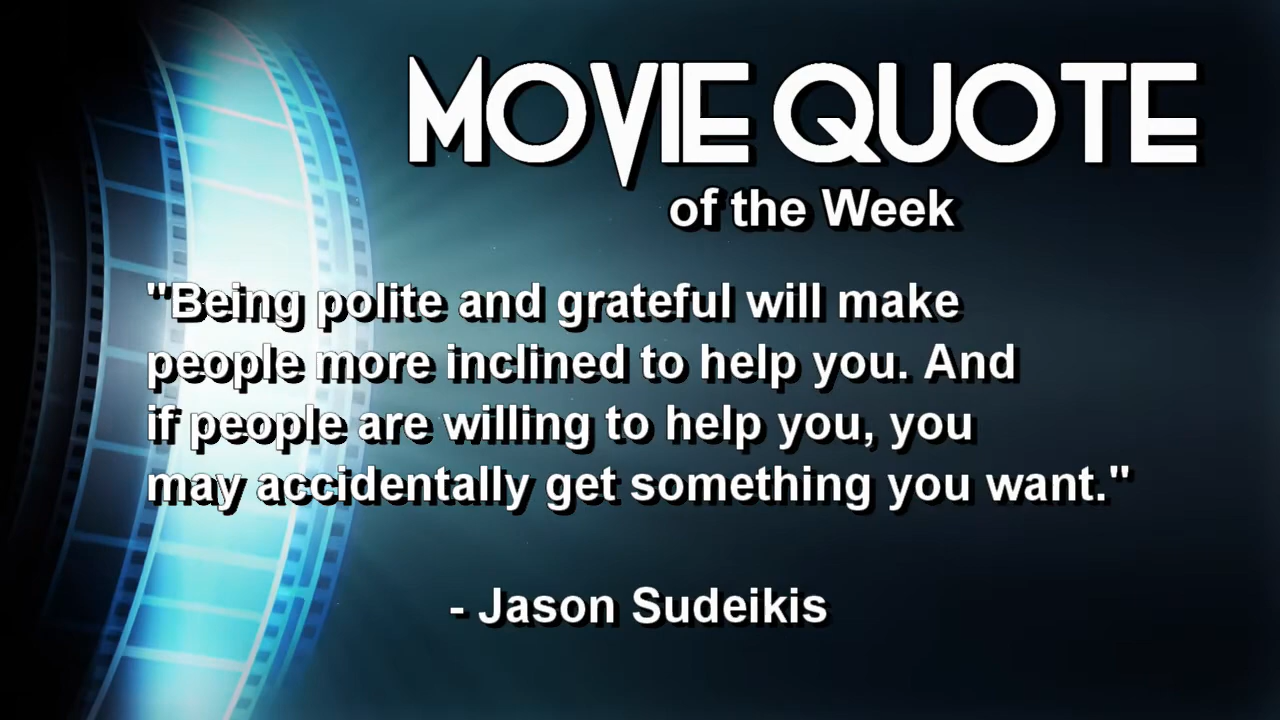 MOVIE QUOTE
of the Week
"Being polite and grateful will make
people more inclined to help you. And
if people are willing to help you, you
may accidentally get something you want."
- Jason Sudeikis